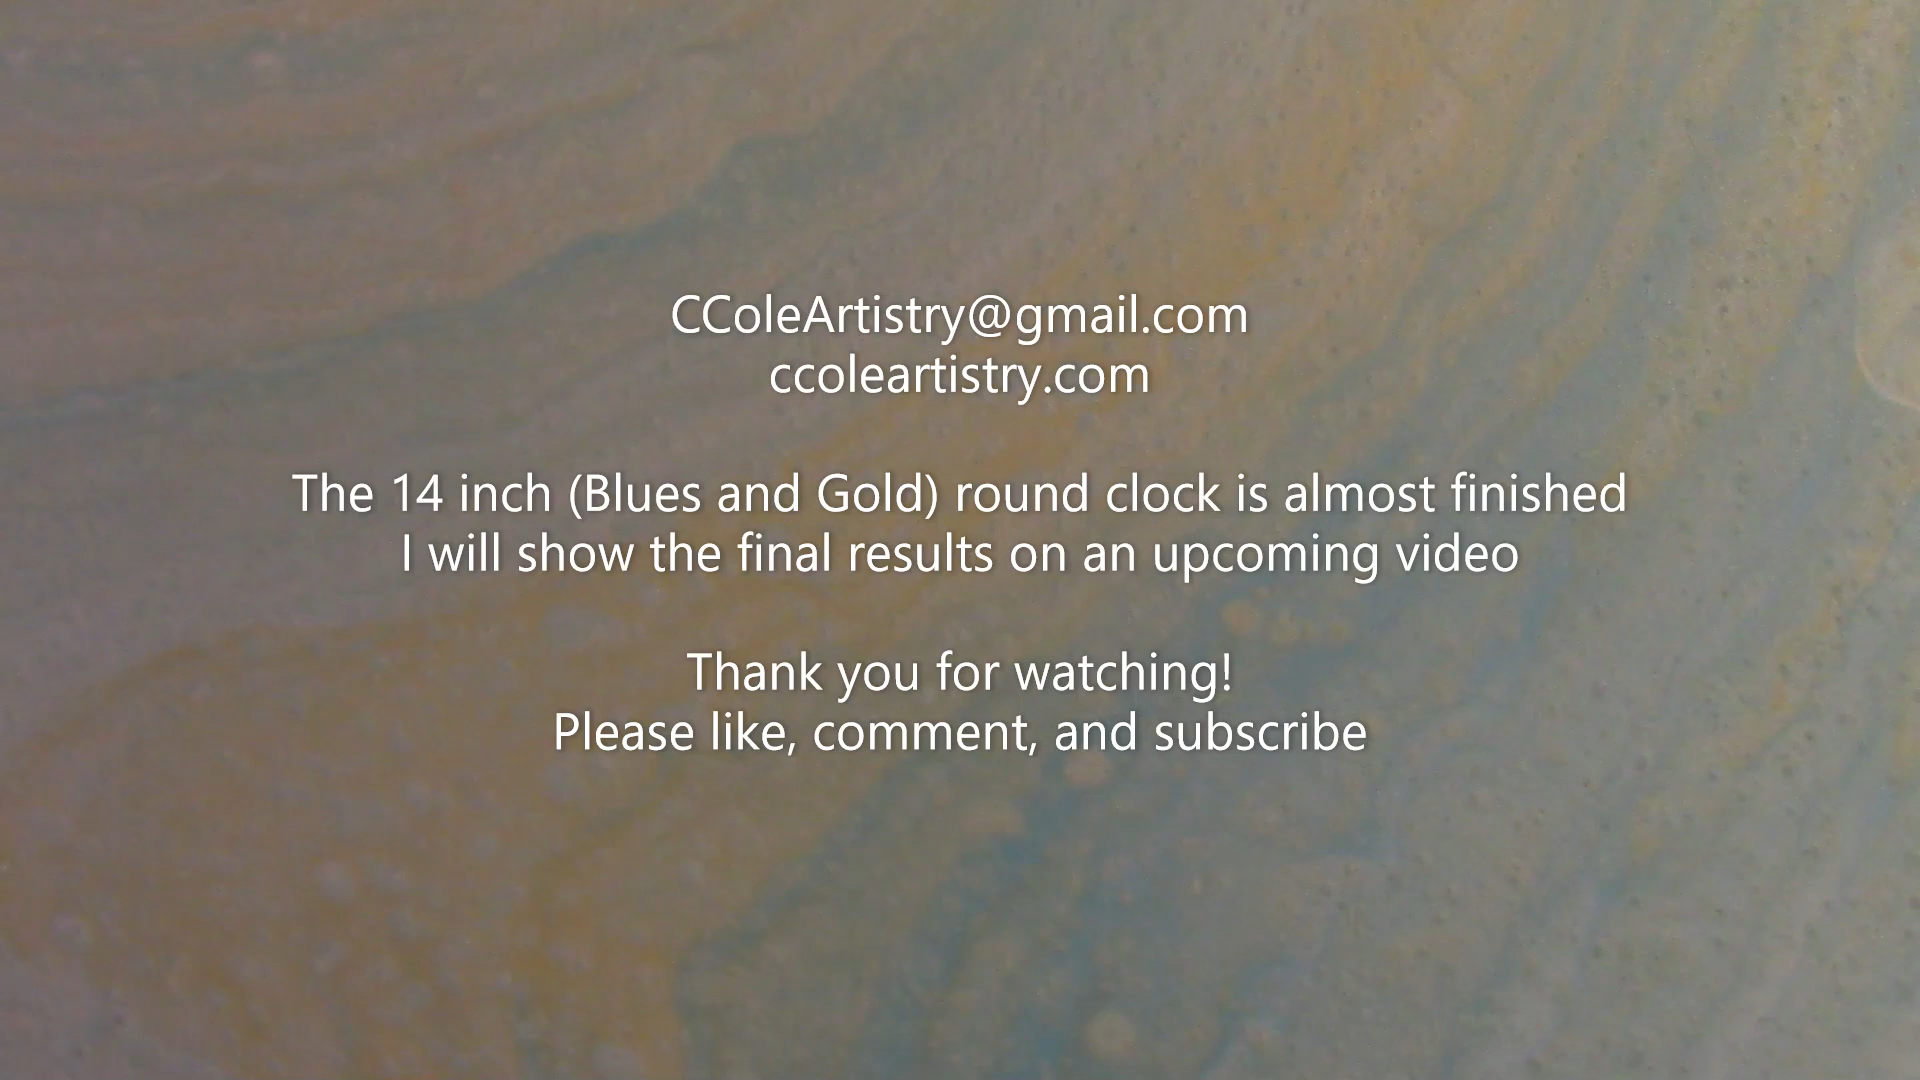 CColeArtistry@gmail.com
ccoleartistry.com
The 14 inch (Blues and Gold) round clock is almost finished
I will show the final results on an upcoming video
Thank you for watching!
Please like, comment, and subscribe